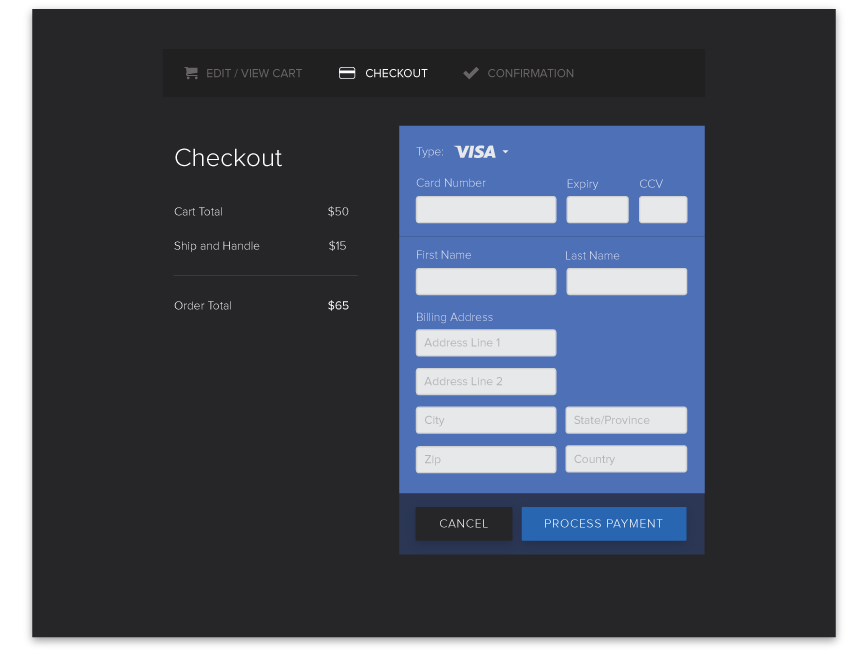 EDIT / VIEW CART CHECKOUT CONFIRMATION
Checkout
Cart Total $50
Ship and Handle $15
Order Total $65
Type: VISA
Card Number Expiry CCV
First Name Last Name
Billing Address
Address Line 1
Address Line 2
City State/Province
Zip Country
CANCEL PROCESS PAYMENT